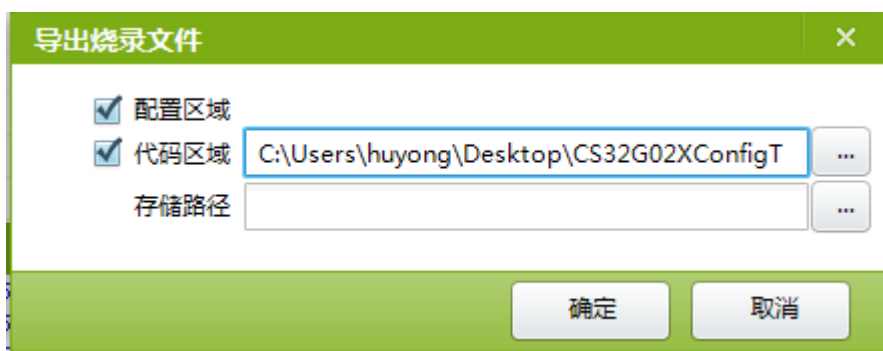 导出烧录文件
配置区域
代码区域 C:\Users\huyong\Desktop\CS32G02XConfigT ...
存储路径 ...
确定 取消